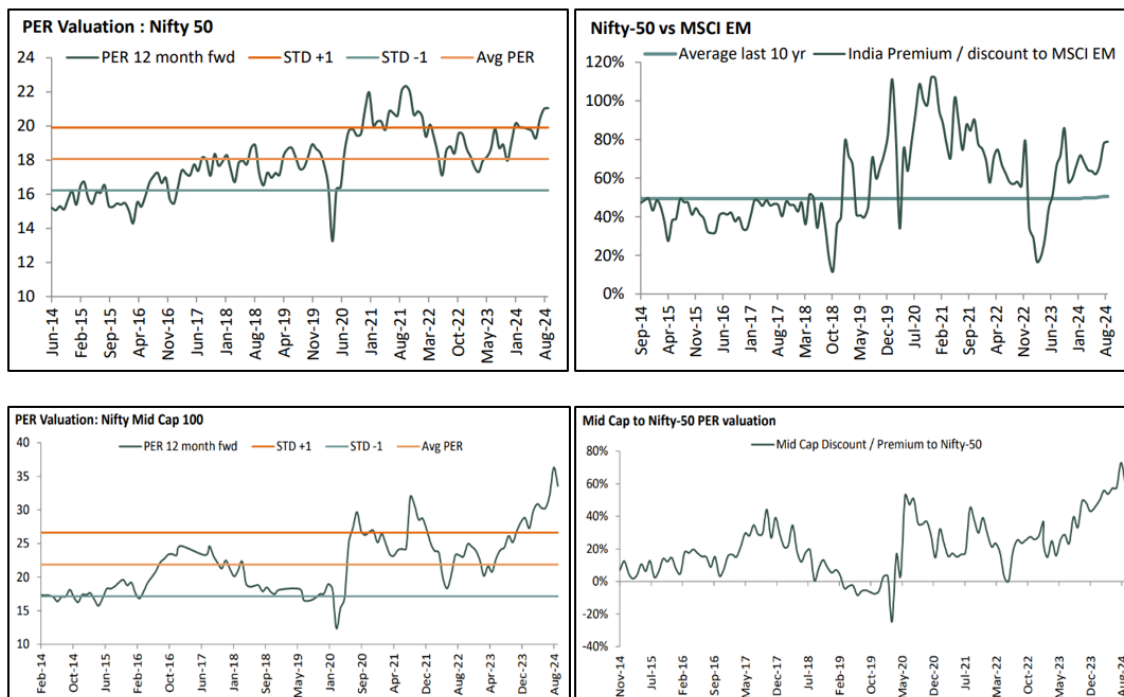 PER Valuation : Nifty 50
PER 12 month fwd STD +1 STD -1 Avg PER
24
22
20
18
16
14
12
10
Jun-14 Feb-15 Sep-15 Apr-16 Nov-16 Jun-17 Jan-18 Aug-18 Mar-19 Oct-19 Jun-20 Jan-21 Aug-21 Mar-22 Oct-22 May-23 Jan-24 Aug-24
Nifty-50 vs MSCI EM
Average last 10 yr India Premium / discount to MSCI EM
120%
100%
80%
60%
40%
20%
0%
Sep-14 Apr-15 Nov-15 Jun-16 Jan-17 Aug-17 Mar-18 Oct-18 May-19 Dec-19 Jul-20 Feb-21 Sep-21 Apr-22 Nov-22 Jun-23 Jan-24 Aug-24
PER Valuation: Nifty Mid Cap 100
PER 12 month fwd STD +1 STD -1 Avg PER
40
35
30
25
20
15
10
Feb-14 Oct-14 Jun-15 Feb-16 Oct-16 Jun-17 Jan-18 Sep-18 May-19 Jan-20 Sep-20 May-21 Dec-21 Aug-22 Apr-23 Dec-23 Aug-24
Mid Cap to Nifty-50 PER valuation
Mid Cap Discount / Premium to Nifty-50
80%
60%
40%
20%
0%
-20%
-40%
Nov-14 Jul-15 Feb-16 Sep-16 May-17 Dec-17 Jul-18 Mar-19 Oct-19 May-20 Dec-20 Jul-21 Mar-22 Oct-22 May-23 Jan-24 Aug-24